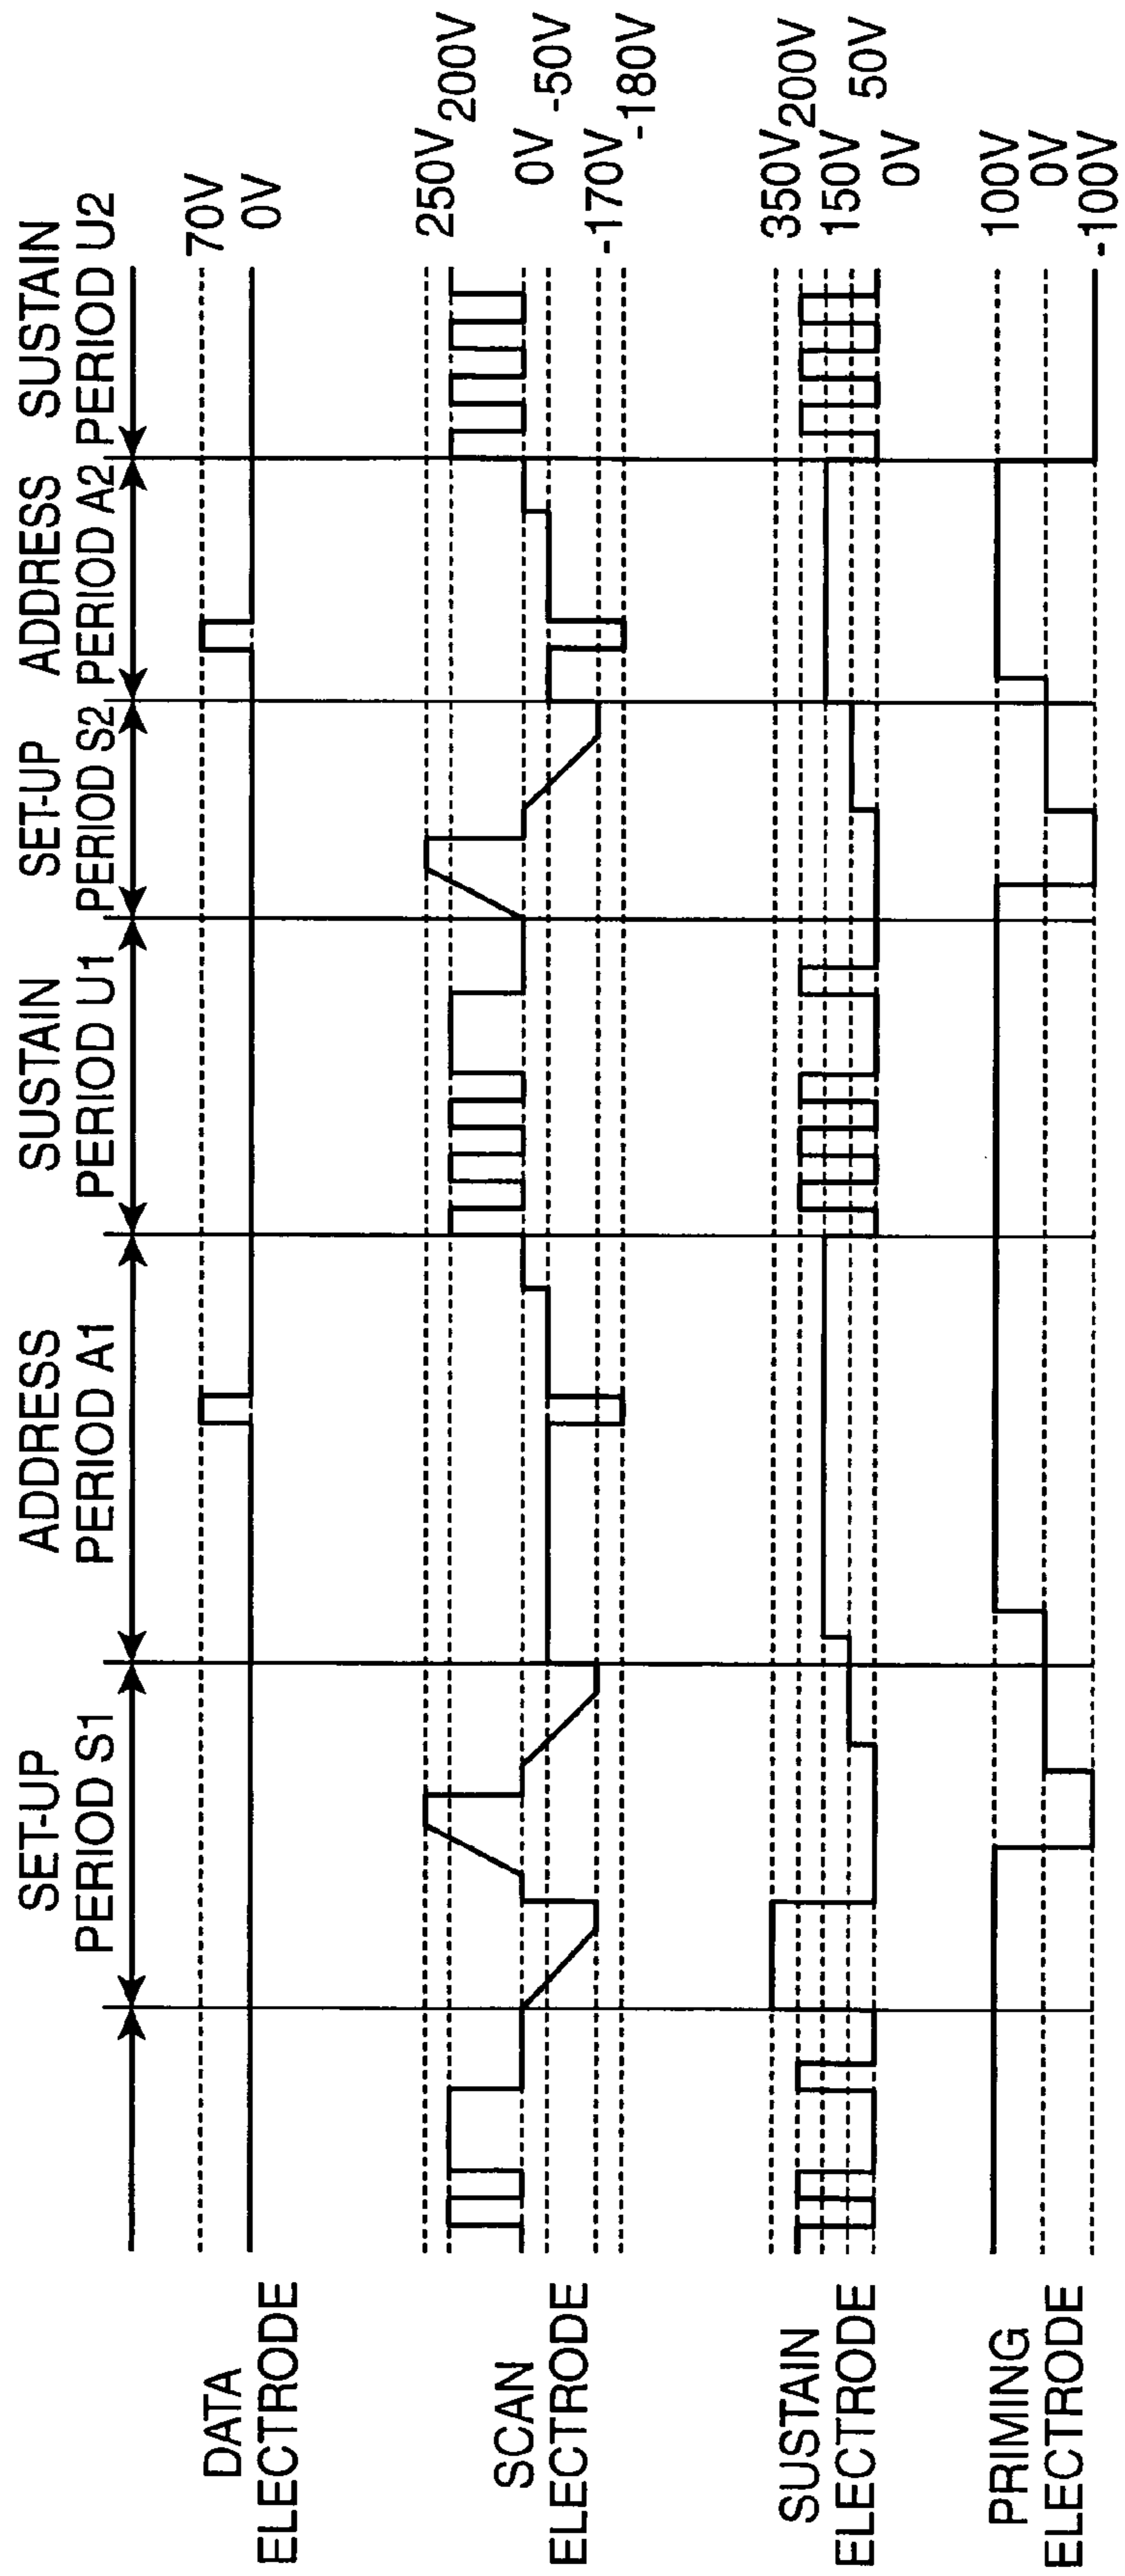 SET-UP
PERIOD S1
ADDRESS
PERIOD A1
SUSTAIN
PERIOD U1
SET-UP
PERIOD S2
ADDRESS
PERIOD A2
SUSTAIN
PERIOD U2
DATA
ELECTRODE
70V
0V
SCAN
ELECTRODE
250V
200V
0V
-50V
-170V
-180V
SUSTAIN
ELECTRODE
350V
200V
150V
50V
0V
PRIMING
ELECTRODE
100V
0V
-100V